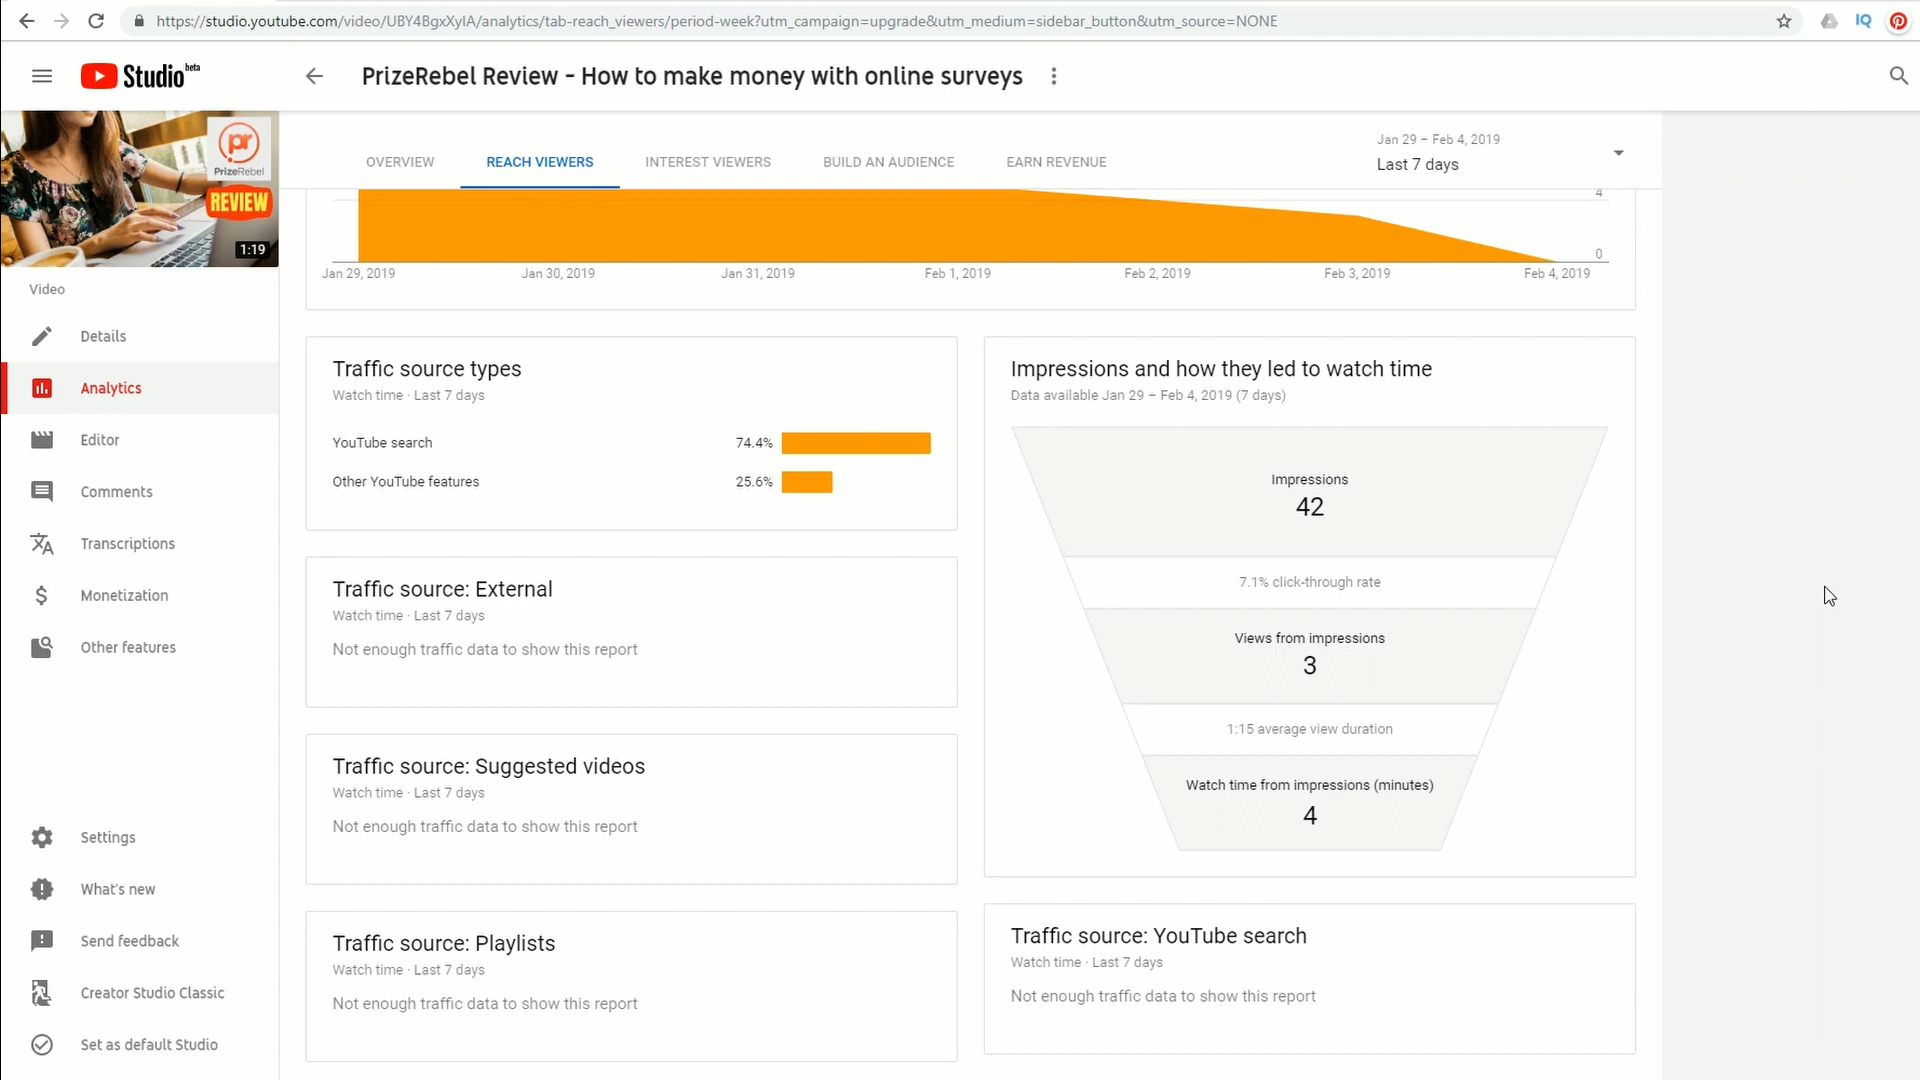 https://studio.youtube.com/video/UBY4BgxXyIA/analytics/tab-reach_viewers/period-week?utm_campaign=upgrade&utm_medium=sidebar_button&utm_source=NONE
IQ
Studio beta
PrizeRebel Review - How to make money with online surveys
pr
PrizeRebel
REVIEW
1:19
Video
Details
Analytics
Editor
Comments
Transcriptions
Monetization
Other features
Settings
What's new
Send feedback
Creator Studio Classic
Set as default Studio
OVERVIEW
REACH VIEWERS
INTEREST VIEWERS
BUILD AN AUDIENCE
EARN REVENUE
Jan 29 – Feb 4, 2019
Last 7 days
4
0
Jan 29, 2019
Jan 30, 2019
Jan 31, 2019
Feb 1, 2019
Feb 2, 2019
Feb 3, 2019
Feb 4, 2019
Traffic source types
Watch time · Last 7 days
YouTube search 74.4%
Other YouTube features 25.6%
Traffic source: External
Watch time · Last 7 days
Not enough traffic data to show this report
Traffic source: Suggested videos
Watch time · Last 7 days
Not enough traffic data to show this report
Traffic source: Playlists
Watch time · Last 7 days
Not enough traffic data to show this report
Impressions and how they led to watch time
Data available Jan 29 – Feb 4, 2019 (7 days)
Impressions
42
7.1% click-through rate
Views from impressions
3
1:15 average view duration
Watch time from impressions (minutes)
4
Traffic source: YouTube search
Watch time · Last 7 days
Not enough traffic data to show this report